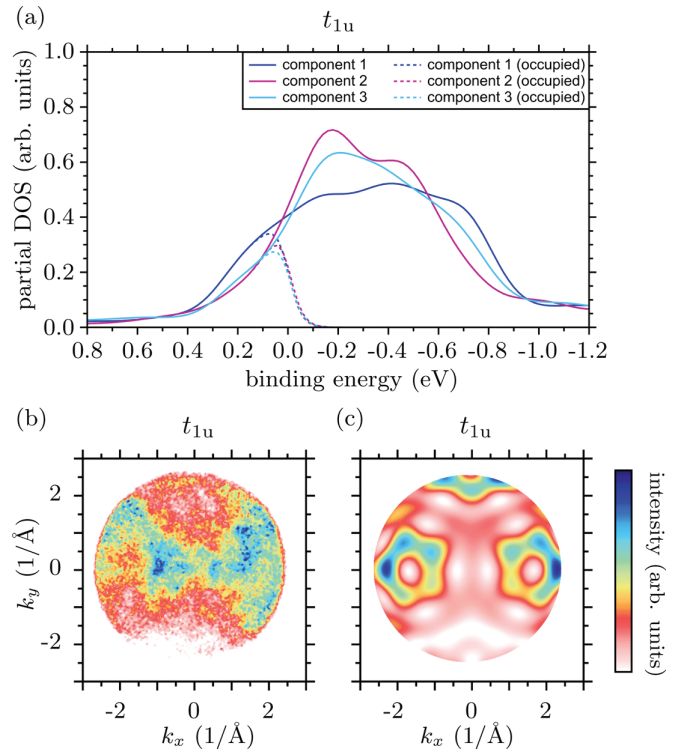 (a)
t1u
partial DOS (arb. units)
1.0
0.8
0.6
0.4
0.2
0.0
component 1
component 2
component 3
component 1 (occupied)
component 2 (occupied)
component 3 (occupied)
0.8 0.6 0.4 0.2 0.0 -0.2 -0.4 -0.6 -0.8 -1.0 -1.2
binding energy (eV)
(b)
t1u
ky (1/Å)
2
0
-2
-2 0 2
kx (1/Å)
(c)
t1u
2
0
-2
-2 0 2
kx (1/Å)
intensity (arb. units)